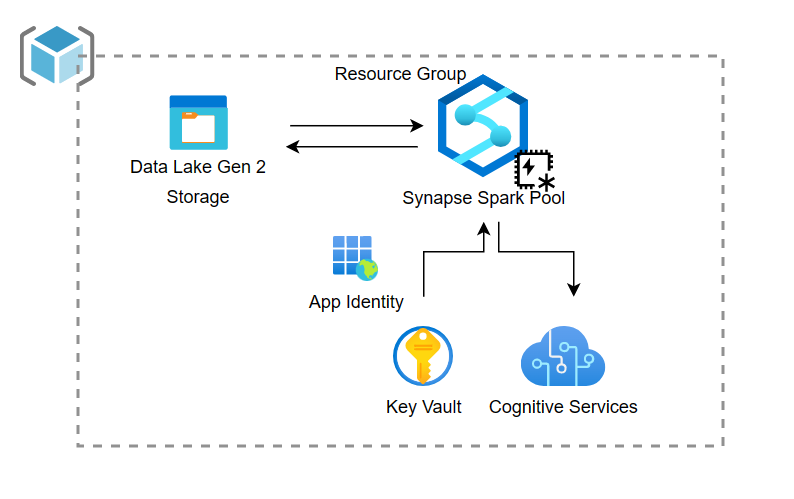 Resource Group
Data Lake Gen 2
Storage
Synapse Spark Pool
App Identity
Key Vault
Cognitive Services